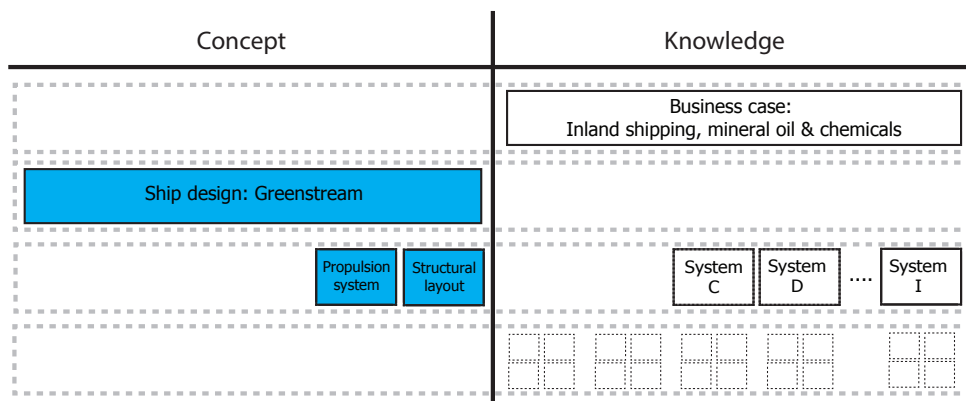 Concept
Knowledge
Business case:
Inland shipping, mineral oil & chemicals
Ship design: Greenstream
Propulsion
system
Structural
layout
System
C
System
D
....
System
I